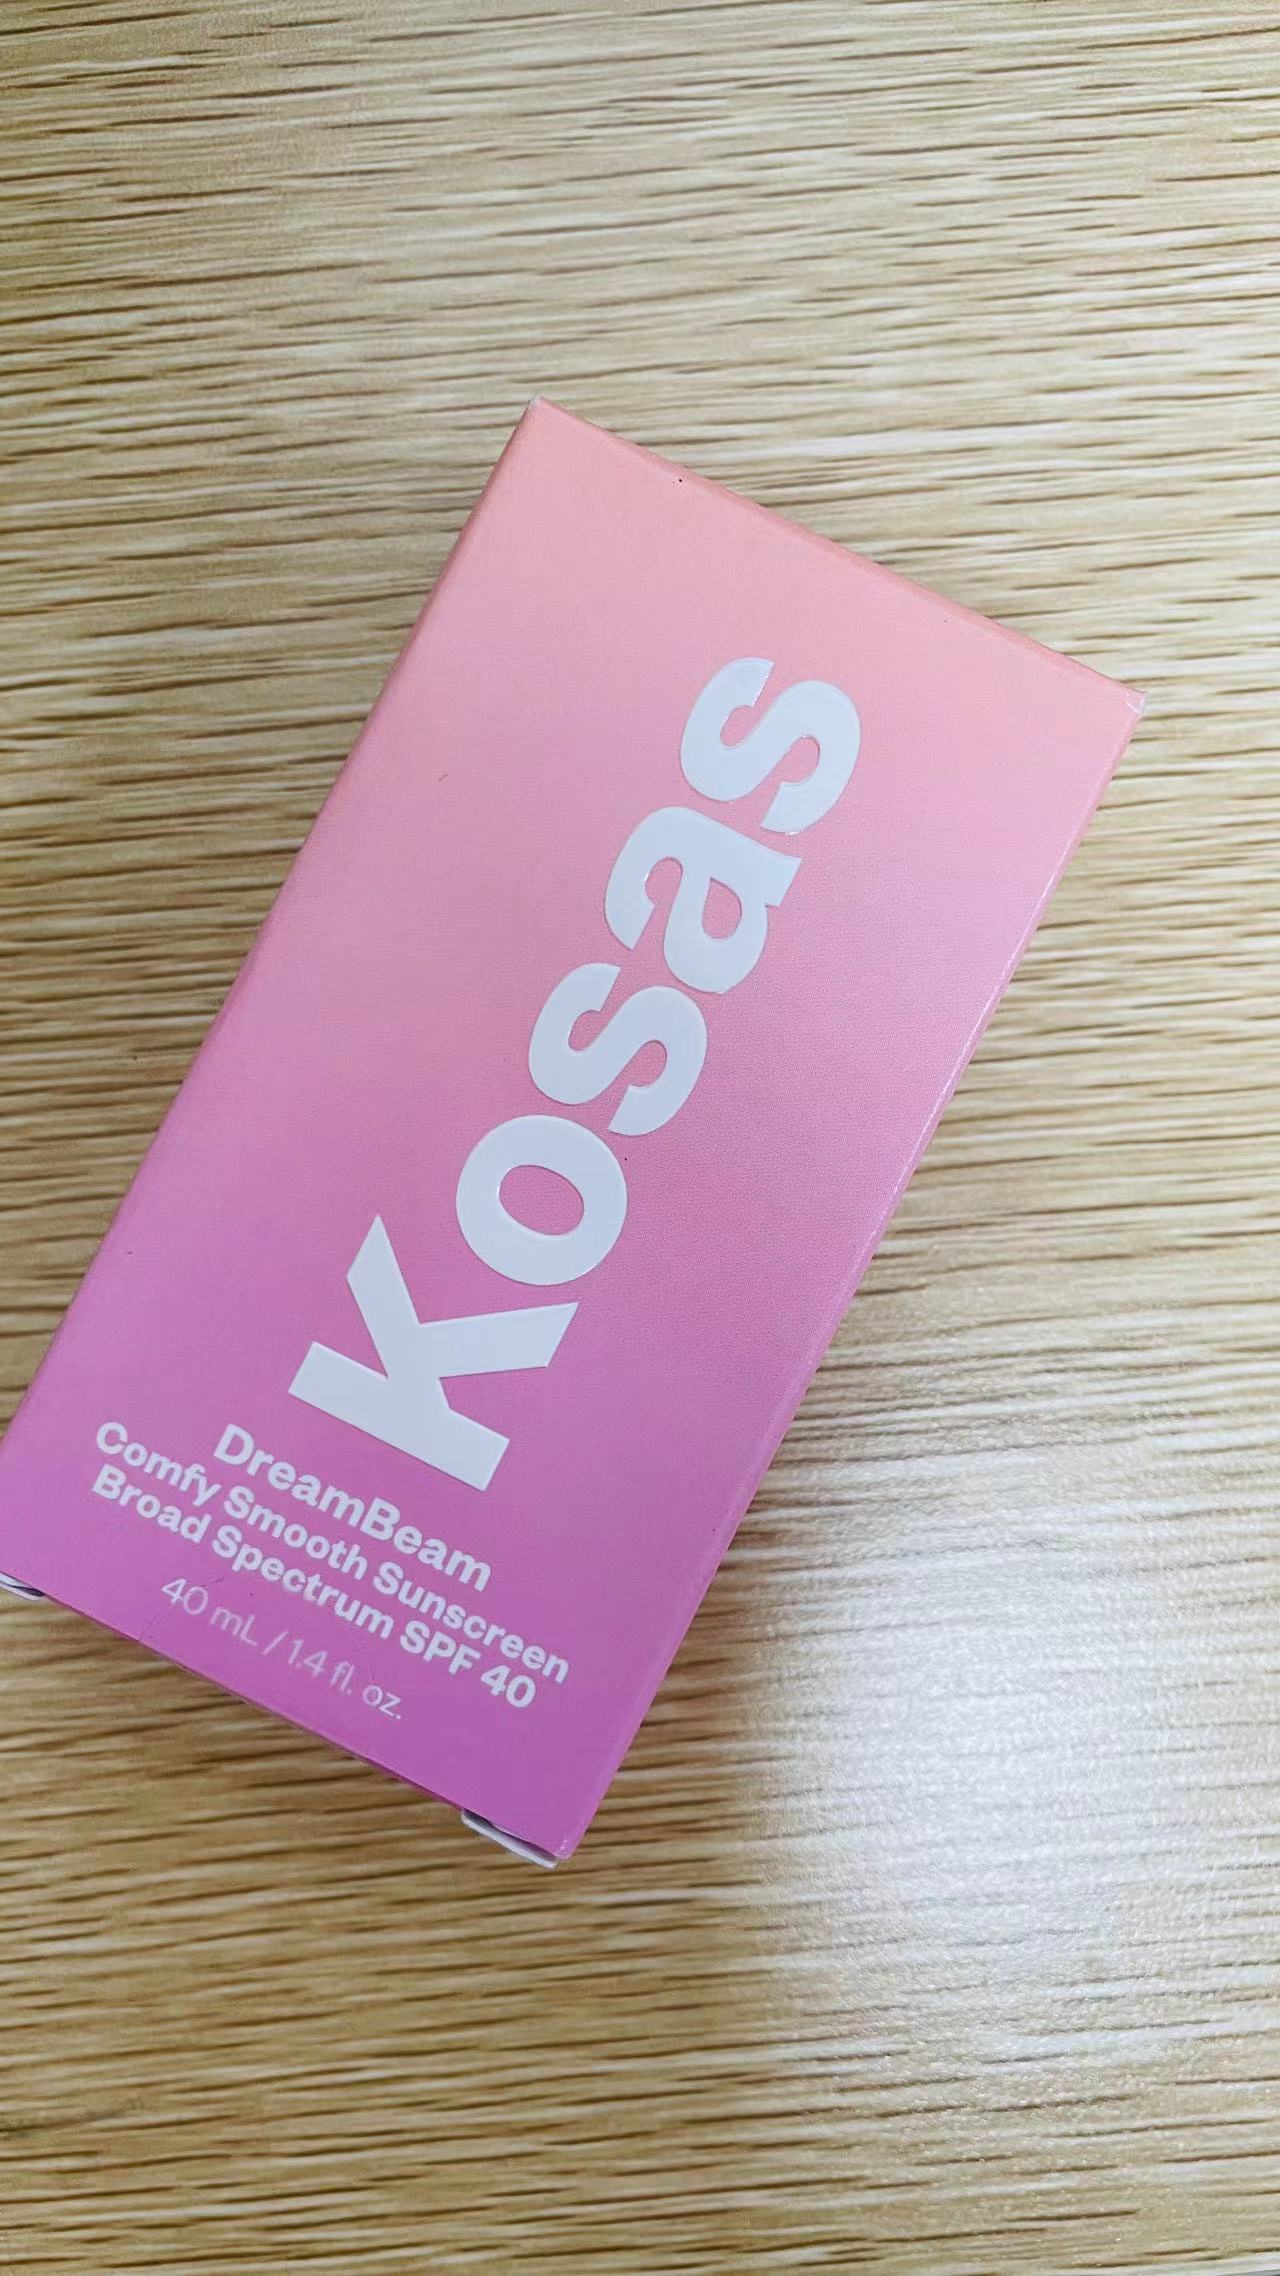 Kosas
DreamBeam
Comfy Smooth Sunscreen
Broad Spectrum SPF 40
40 mL / 1.4 fl. oz.